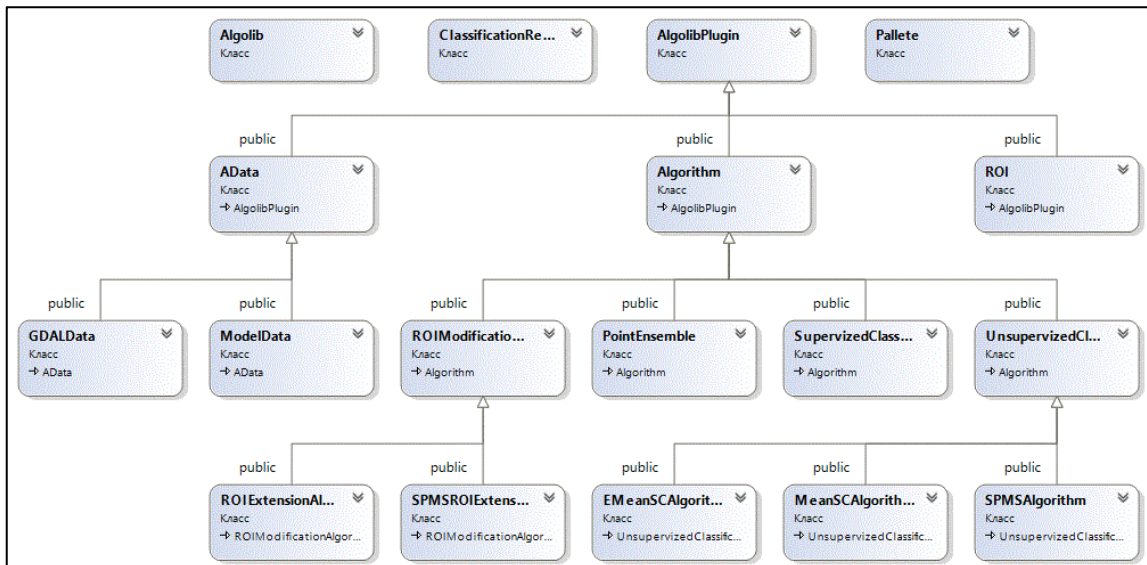 Algolib
Класс
ClassificationRe...
Класс
AlgolibPlugin
Класс
Pallete
Класс
public
public
public
AData
Класс
AlgolibPlugin
Algorithm
Класс
AlgolibPlugin
ROI
Класс
AlgolibPlugin
public
public
public
public
public
public
GDALData
Класс
AData
ModelData
Класс
AData
ROIModificatio...
Класс
Algorithm
PointEnsemble
Класс
Algorithm
SupervizedClass...
Класс
Algorithm
UnsupervizedCl...
Класс
Algorithm
public
public
public
public
public
ROIExtensionAl...
Класс
ROIModificationAlgor...
SPMSROIExtens...
Класс
ROIModificationAlgor...
EMeanSCAlgorit...
Класс
UnsupervizedClassific...
MeanSCAlgorith...
Класс
UnsupervizedClassific...
SPMSAlgorithm
Класс
UnsupervizedClassific...